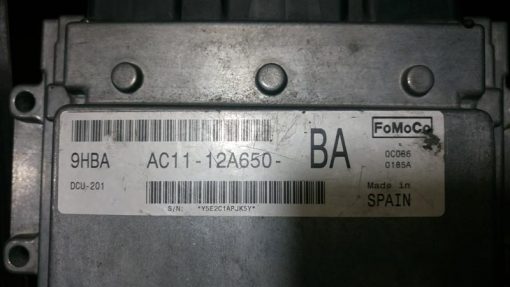 FoMoCo
9HBA AC11-12A650- BA
0C066
0185A
DCU-201
Made in
SPAIN
S/N: *Y5E2C1APJK5Y*